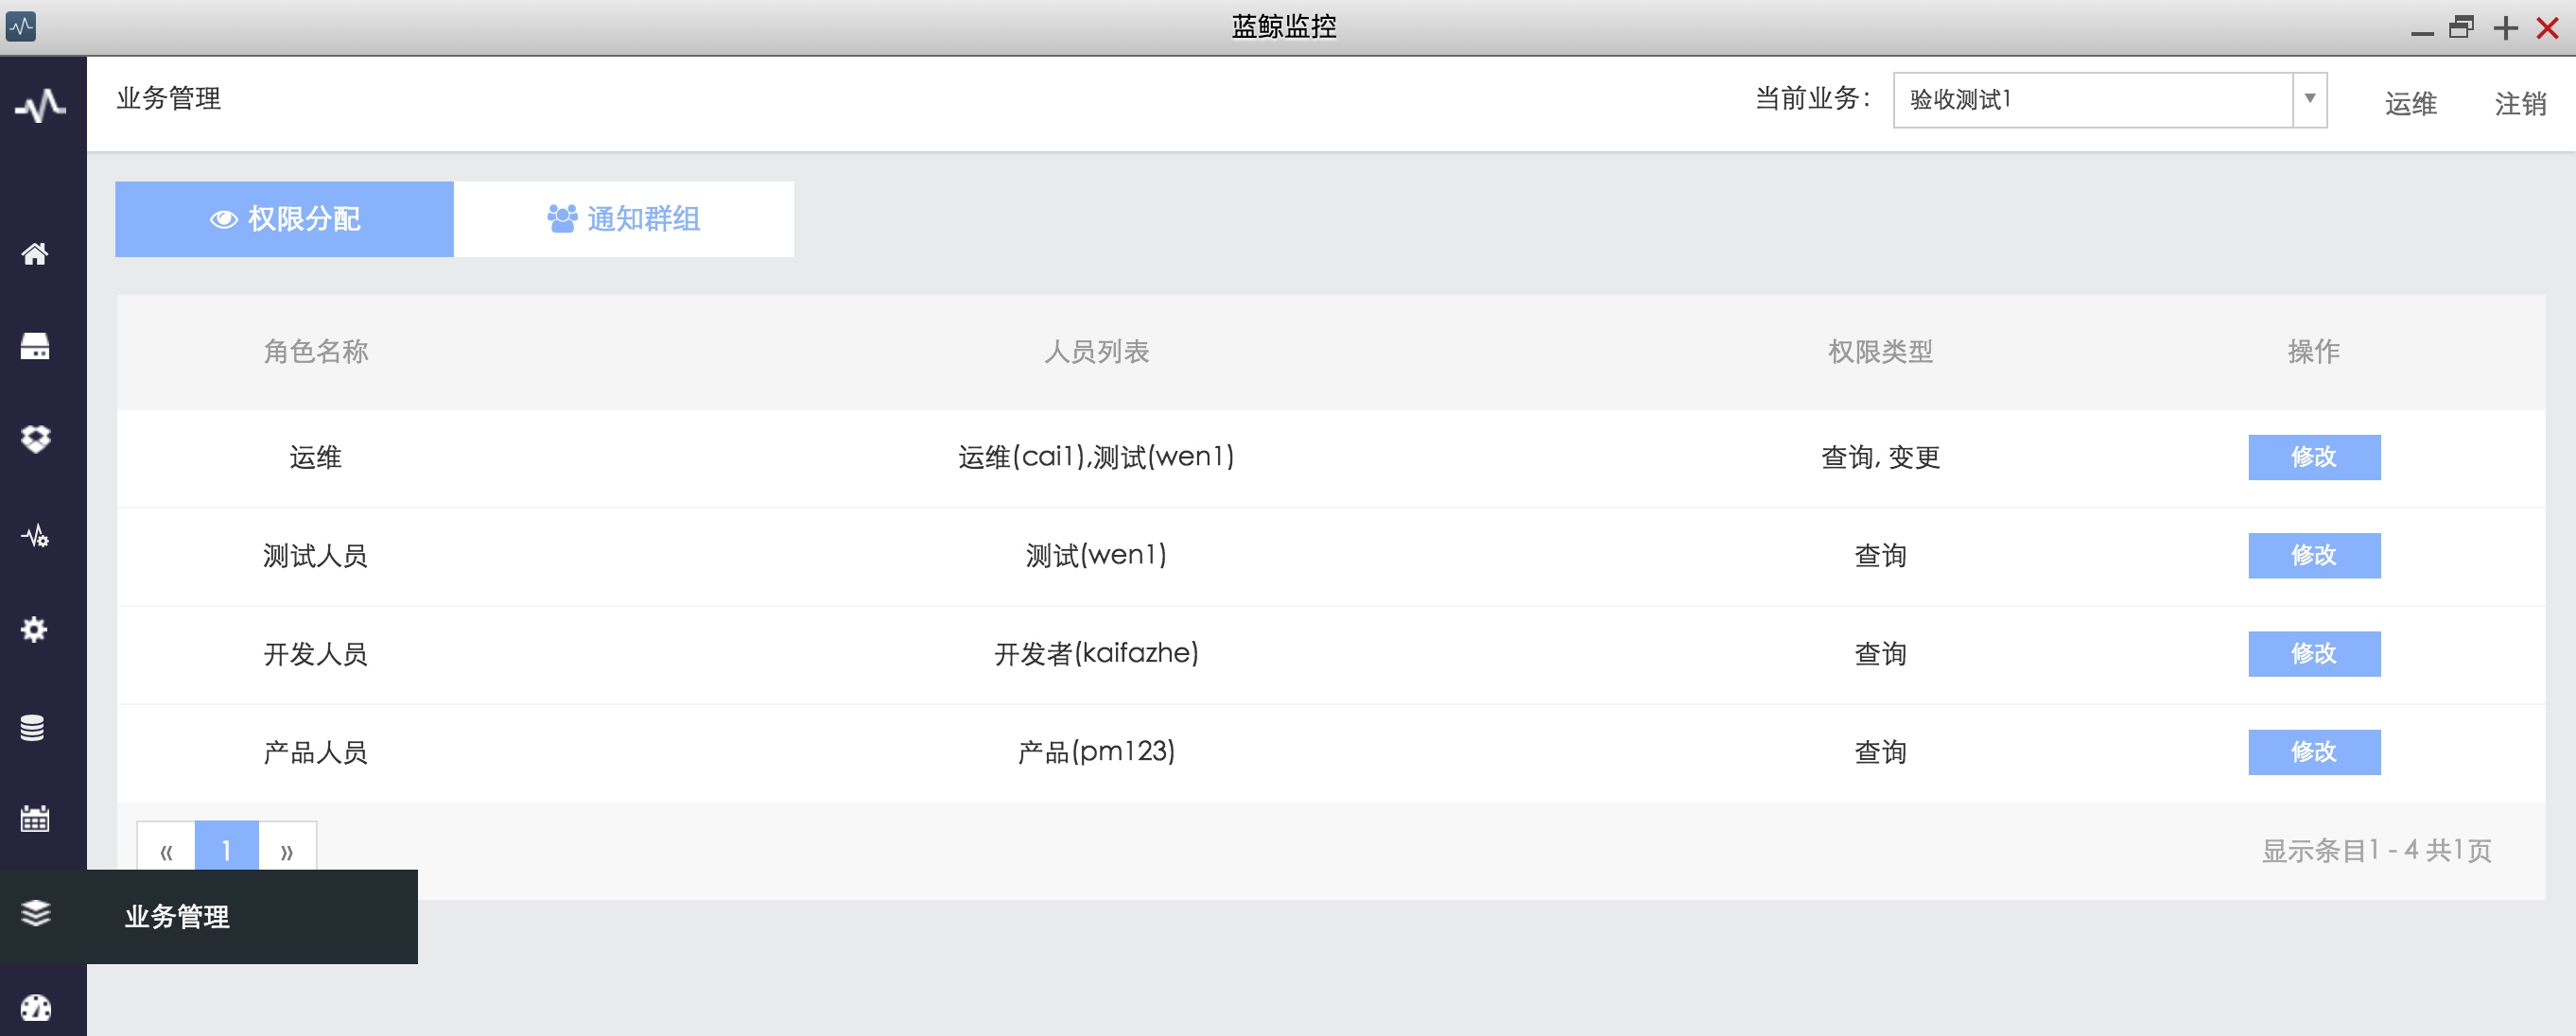 蓝鲸监控
业务管理
当前业务：
验收测试1
运维
注销
权限分配
通知群组
角色名称 人员列表 权限类型 操作
运维 运维(cai1),测试(wen1) 查询, 变更 修改
测试人员 测试(wen1) 查询 修改
开发人员 开发者(kaifazhe) 查询 修改
产品人员 产品(pm123) 查询 修改
« 1 »
显示条目1 - 4 共1页
业务管理